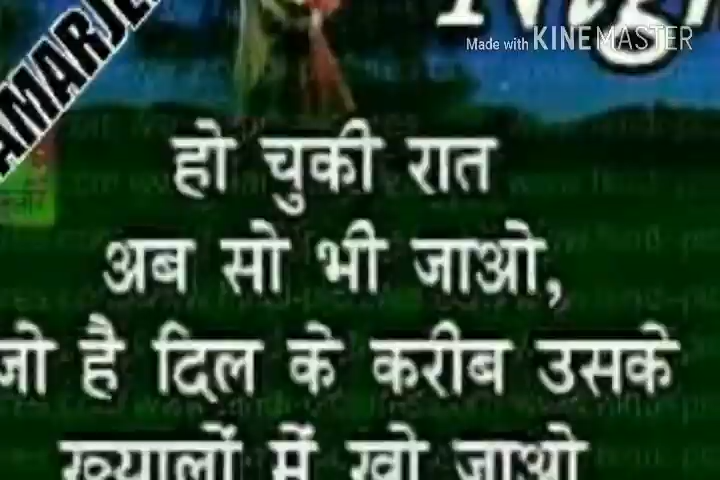 Made with KINEMASTER
हो चुकी रात
अब सो भी जाओ,
जो है दिल के करीब उसके
ख्यालों में खो जाओ